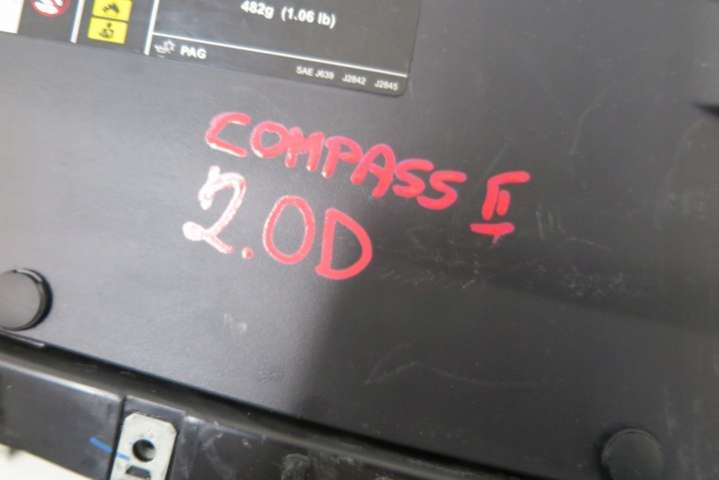 482g (1.06 lb)
PAG
SAE J639 J2842 J2845
COMPASS II
2.0D